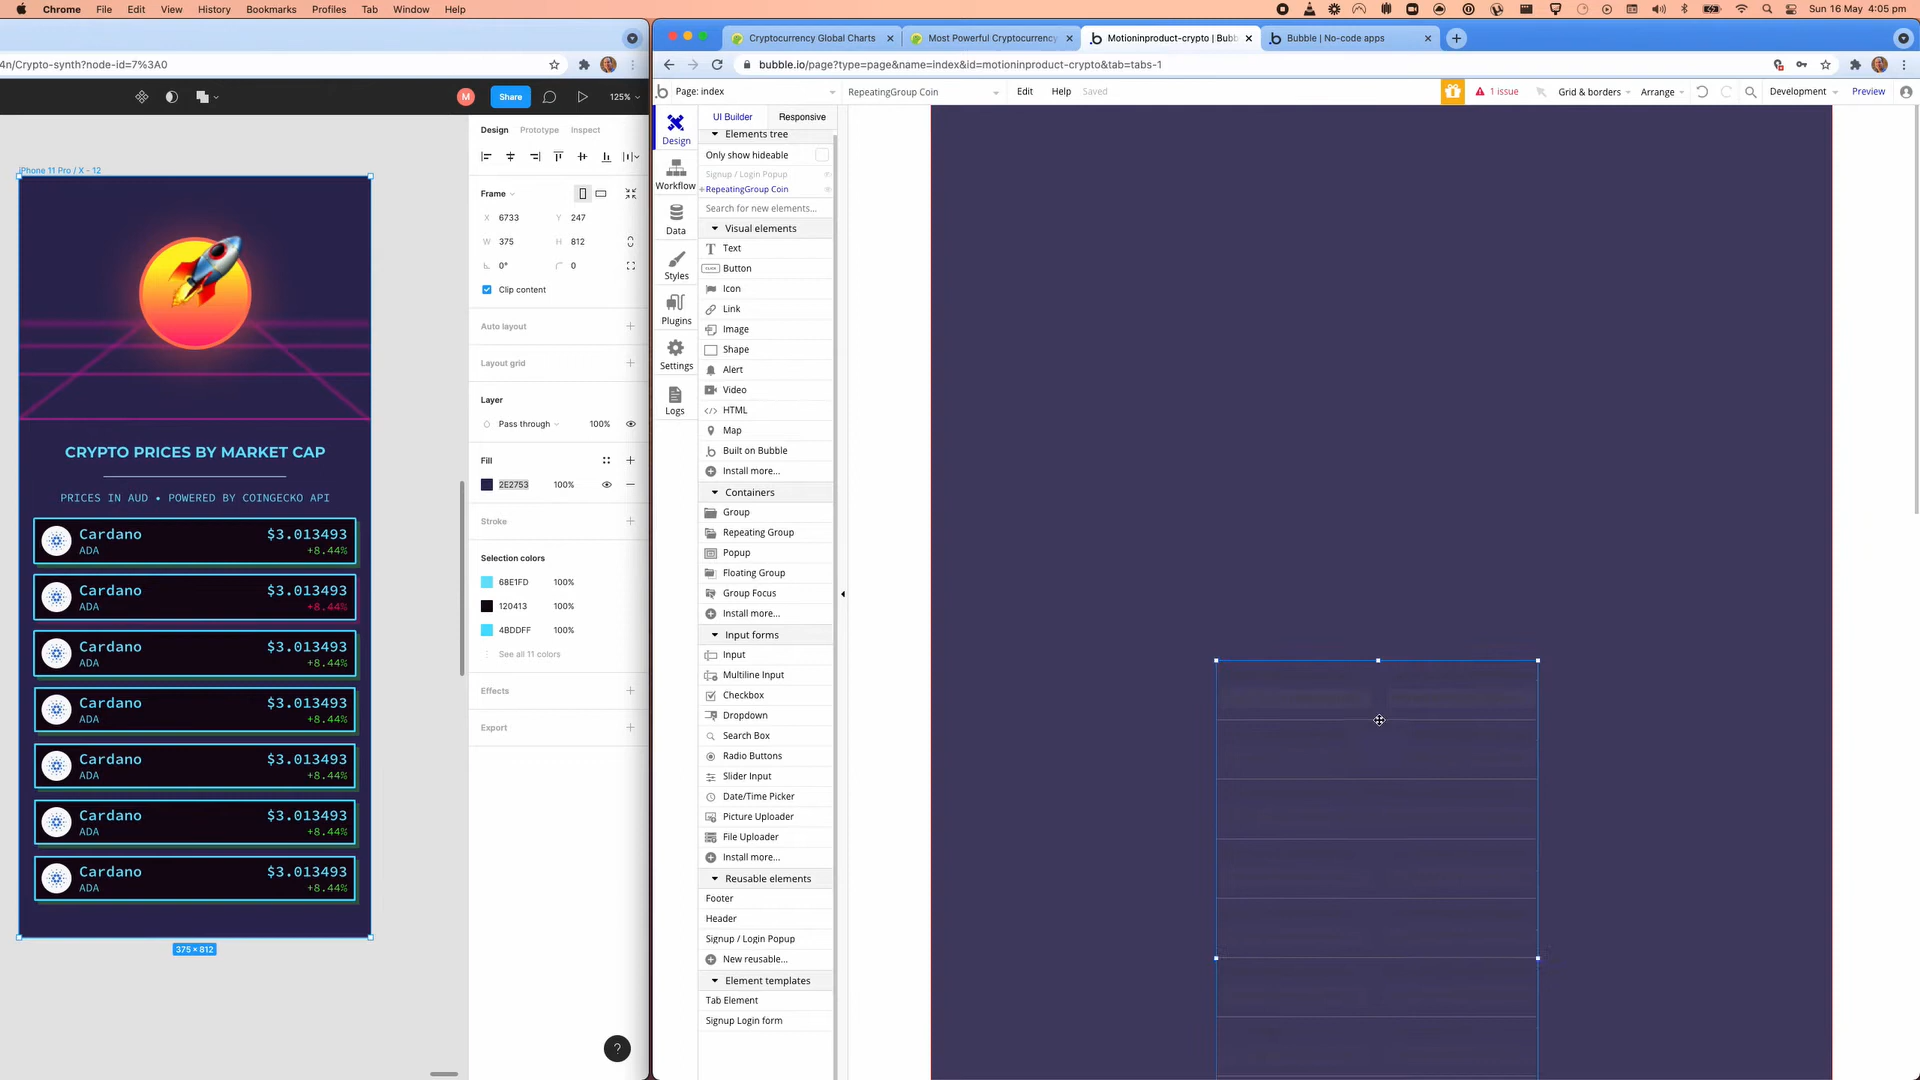 Chrome File Edit View History Bookmarks Profiles Tab Window Help
Sun 16 May 4:05 pm
4n/Crypto-synth?node-id=7%3A0
M
Share
125%
iPhone 11 Pro / X - 12
CRYPTO PRICES BY MARKET CAP
PRICES IN AUD • POWERED BY COINGECKO API
Cardano $3.013493
ADA +8.44%
Cardano $3.013493
ADA +8.44%
Cardano $3.013493
ADA +8.44%
Cardano $3.013493
ADA +8.44%
Cardano $3.013493
ADA +8.44%
Cardano $3.013493
ADA +8.44%
Cardano $3.013493
ADA +8.44%
375 × 812
Design Prototype Inspect
Frame
X 6733 Y 247
W 375 H 812
0° 0
Clip content
Auto layout
Layout grid
Layer
Pass through 100%
Fill
2E2753 100%
Stroke
Selection colors
68E1FD 100%
120413 100%
4BDDFF 100%
See all 11 colors
Effects
Export
?
Cryptocurrency Global Charts
Most Powerful Cryptocurrency
Motioninproduct-crypto | Bubb
Bubble | No-code apps
bubble.io/page?type=page&name=index&id=motioninproduct-crypto&tab=tabs-1
Page: index
RepeatingGroup Coin
Edit
Help
Saved
1 issue
Grid & borders
Arrange
Development
Preview
Design
Workflow
Data
Styles
Plugins
Settings
Logs
UI Builder Responsive
Elements tree
Only show hideable
Signup / Login Popup
+RepeatingGroup Coin
Search for new elements...
Visual elements
Text
Button
Icon
Link
Image
Shape
Alert
Video
HTML
Map
Built on Bubble
Install more...
Containers
Group
Repeating Group
Popup
Floating Group
Group Focus
Install more...
Input forms
Input
Multiline Input
Checkbox
Dropdown
Search Box
Radio Buttons
Slider Input
Date/Time Picker
Picture Uploader
File Uploader
Install more...
Reusable elements
Footer
Header
Signup / Login Popup
New reusable...
Element templates
Tab Element
Signup Login form